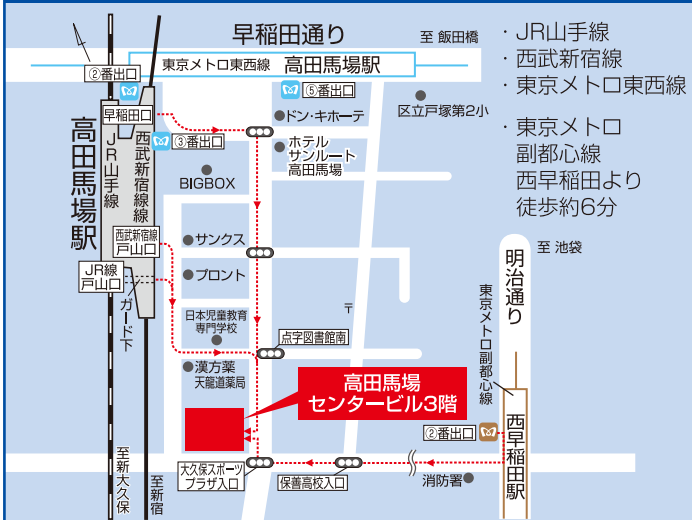 早稲田通り
至 飯田橋
②番出口
東京メトロ東西線 高田馬場駅
⑤番出口
早稲田口
③番出口
ドン・キホーテ
区立戸塚第2小
ホテル
サンルート
高田馬場
BIGBOX
高田馬場駅
JR山手線
西武新宿線線
西武新宿線
戸山口
JR線
戸山口
ガード下
サンクス
プロント
〒
日本児童教育
専門学校
点字図書館南
漢方薬
天龍道薬局
高田馬場
センタービル3階
大久保スポーツ
プラザ入口
保善高校入口
消防署
至新大久保
至新宿
・JR山手線
・西武新宿線
・東京メトロ東西線
・東京メトロ
副都心線
西早稲田より
徒歩約6分
至 池袋
明治通り
東京メトロ副都心線
②番出口
西早稲田駅